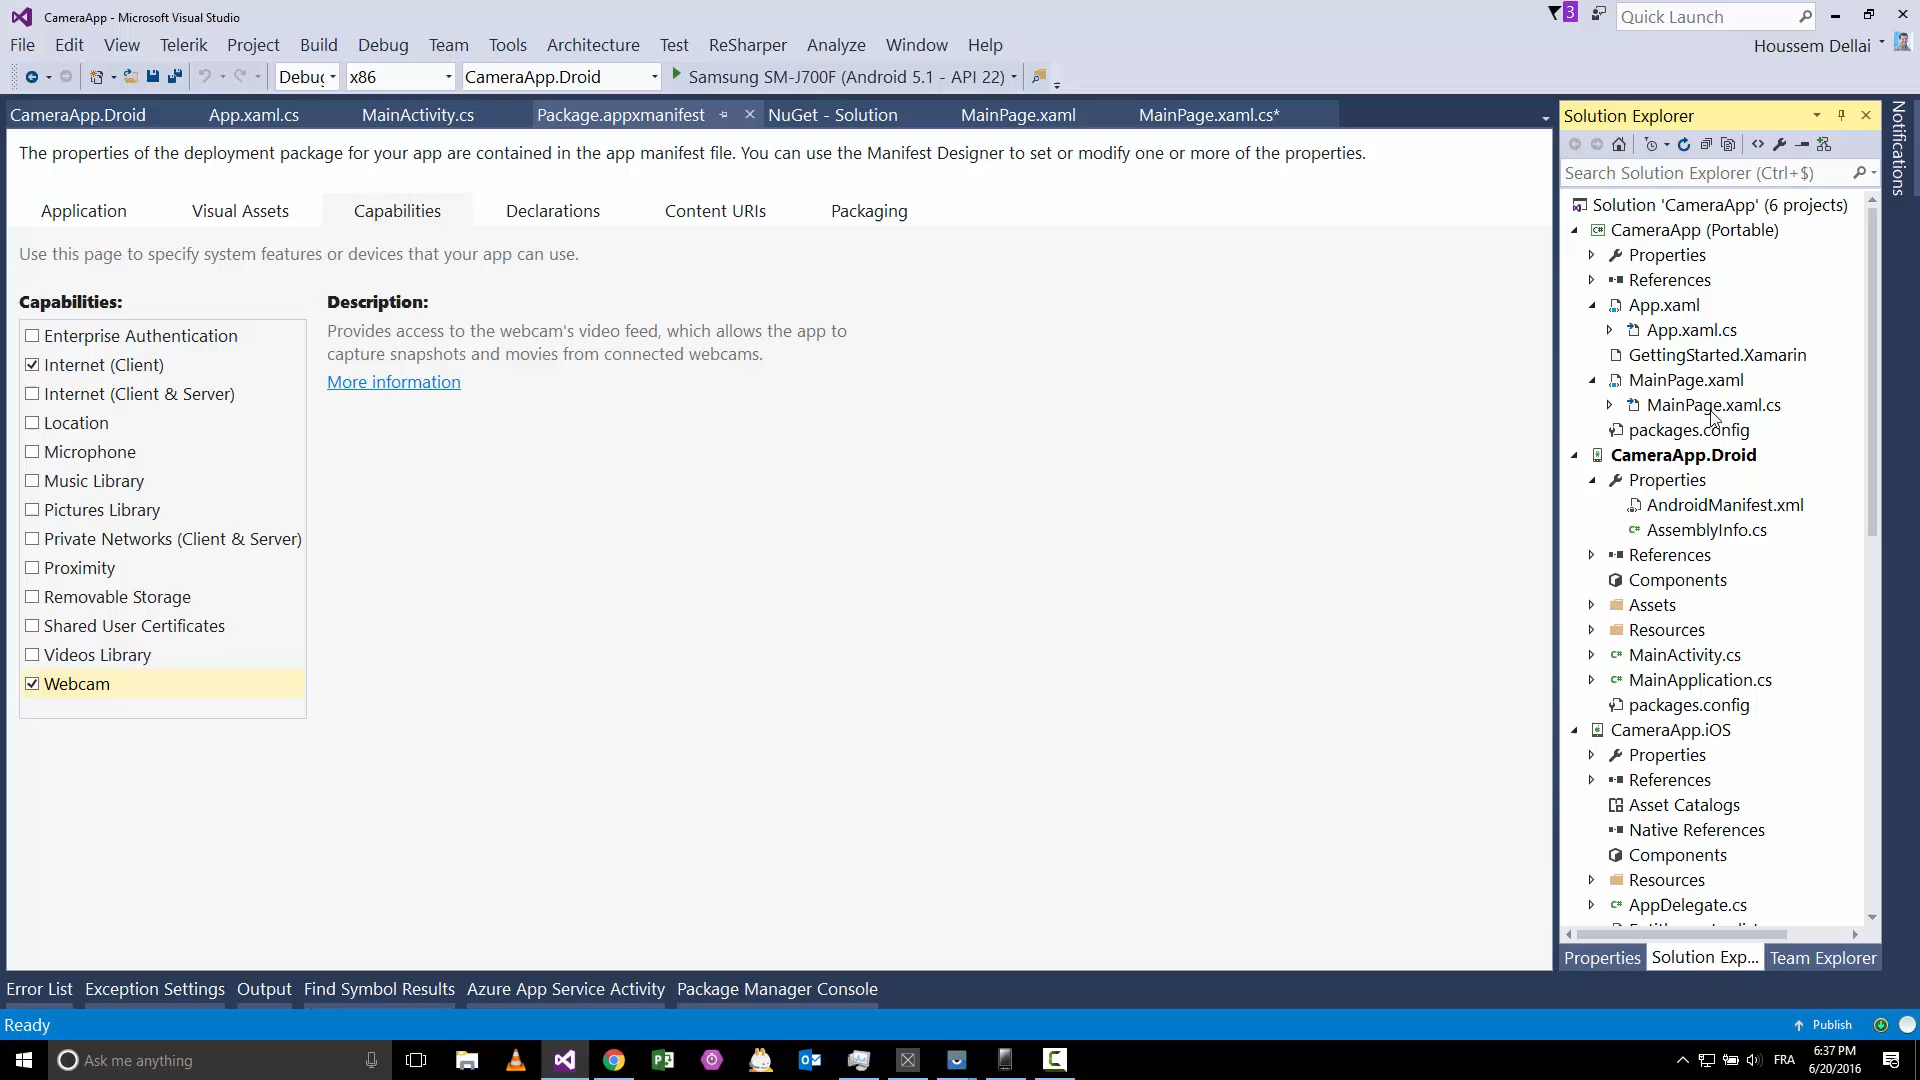 CameraApp - Microsoft Visual Studio
3
Quick Launch
File Edit View Telerik Project Build Debug Team Tools Architecture Test ReSharper Analyze Window Help
Houssem Dellai
Debug x86 CameraApp.Droid Samsung SM-J700F (Android 5.1 - API 22)
CameraApp.Droid App.xaml.cs MainActivity.cs Package.appxmanifest NuGet - Solution MainPage.xaml MainPage.xaml.cs*
The properties of the deployment package for your app are contained in the app manifest file. You can use the Manifest Designer to set or modify one or more of the properties.
Application Visual Assets Capabilities Declarations Content URIs Packaging
Use this page to specify system features or devices that your app can use.
Capabilities:
Enterprise Authentication
Internet (Client)
Internet (Client & Server)
Location
Microphone
Music Library
Pictures Library
Private Networks (Client & Server)
Proximity
Removable Storage
Shared User Certificates
Videos Library
Webcam
Description:
Provides access to the webcam's video feed, which allows the app to
capture snapshots and movies from connected webcams.
More information
Solution Explorer
Search Solution Explorer (Ctrl+$)
Solution 'CameraApp' (6 projects)
CameraApp (Portable)
Properties
References
App.xaml
App.xaml.cs
GettingStarted.Xamarin
MainPage.xaml
MainPage.xaml.cs
packages.config
CameraApp.Droid
Properties
AndroidManifest.xml
AssemblyInfo.cs
References
Components
Assets
Resources
MainActivity.cs
MainApplication.cs
packages.config
CameraApp.iOS
Properties
References
Asset Catalogs
Native References
Components
Resources
AppDelegate.cs
Properties Solution Exp... Team Explorer
Notifications
Error List Exception Settings Output Find Symbol Results Azure App Service Activity Package Manager Console
Ready
Publish
Ask me anything
FRA
6:37 PM
6/20/2016